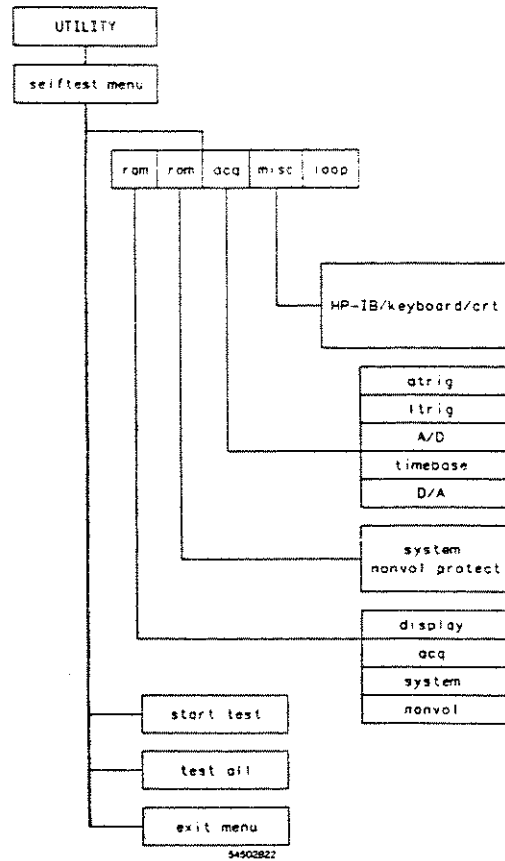 UTILITY
selftest menu
ram rom acq misc loop
HP-IB/keyboard/crt
atrig
ltrig
A/D
timebase
D/A
system
nonvol protect
display
acq
system
nonvol
start test
test all
exit menu
54502B22